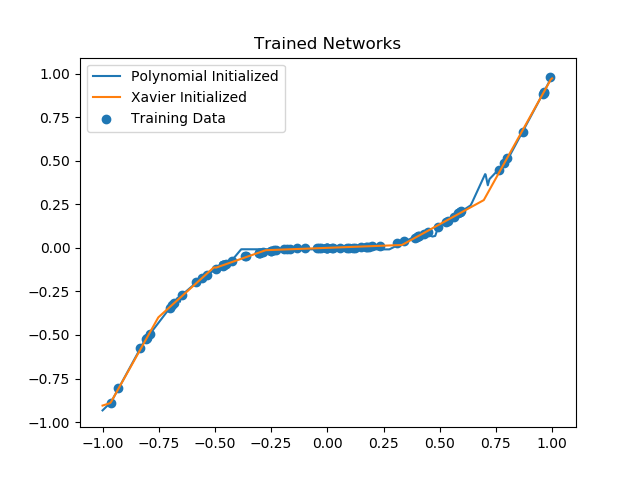 Trained Networks
Polynomial Initialized
Xavier Initialized
Training Data
1.00
0.75
0.50
0.25
0.00
−0.25
−0.50
−0.75
−1.00
−1.00 −0.75 −0.50 −0.25 0.00 0.25 0.50 0.75 1.00